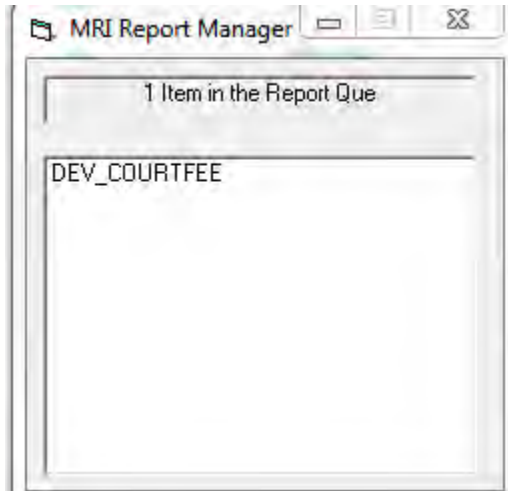 MRI Report Manager
1 Item in the Report Que
DEV_COURTFEE